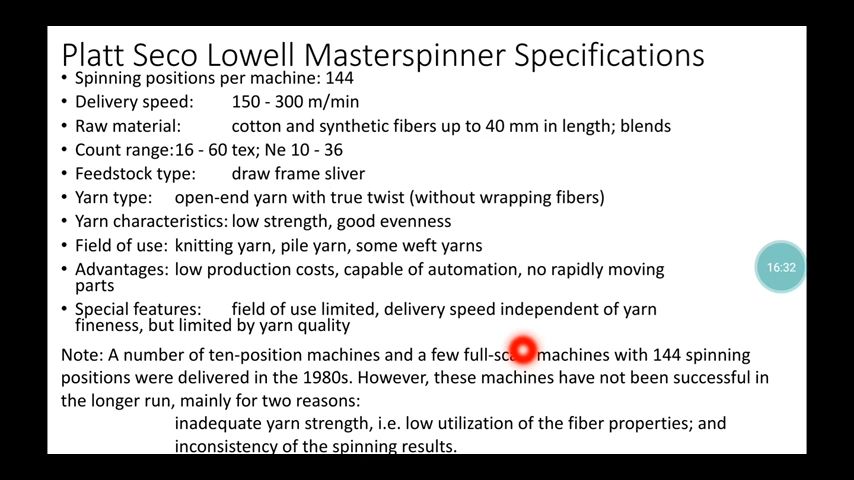 Platt Seco Lowell Masterspinner Specifications
• Spinning positions per machine: 144
• Delivery speed: 150 - 300 m/min
• Raw material: cotton and synthetic fibers up to 40 mm in length; blends
• Count range:16 - 60 tex; Ne 10 - 36
• Feedstock type: draw frame sliver
• Yarn type: open-end yarn with true twist (without wrapping fibers)
• Yarn characteristics: low strength, good evenness
• Field of use: knitting yarn, pile yarn, some weft yarns
• Advantages: low production costs, capable of automation, no rapidly moving
parts
• Special features: field of use limited, delivery speed independent of yarn
fineness, but limited by yarn quality
16:32
Note: A number of ten-position machines and a few machines with 144 spinning
positions were delivered in the 1980s. However, these machines have not been successful in
the longer run, mainly for two reasons:
inadequate yarn strength, i.e. low utilization of the fiber properties; and
inconsistency of the spinning results.